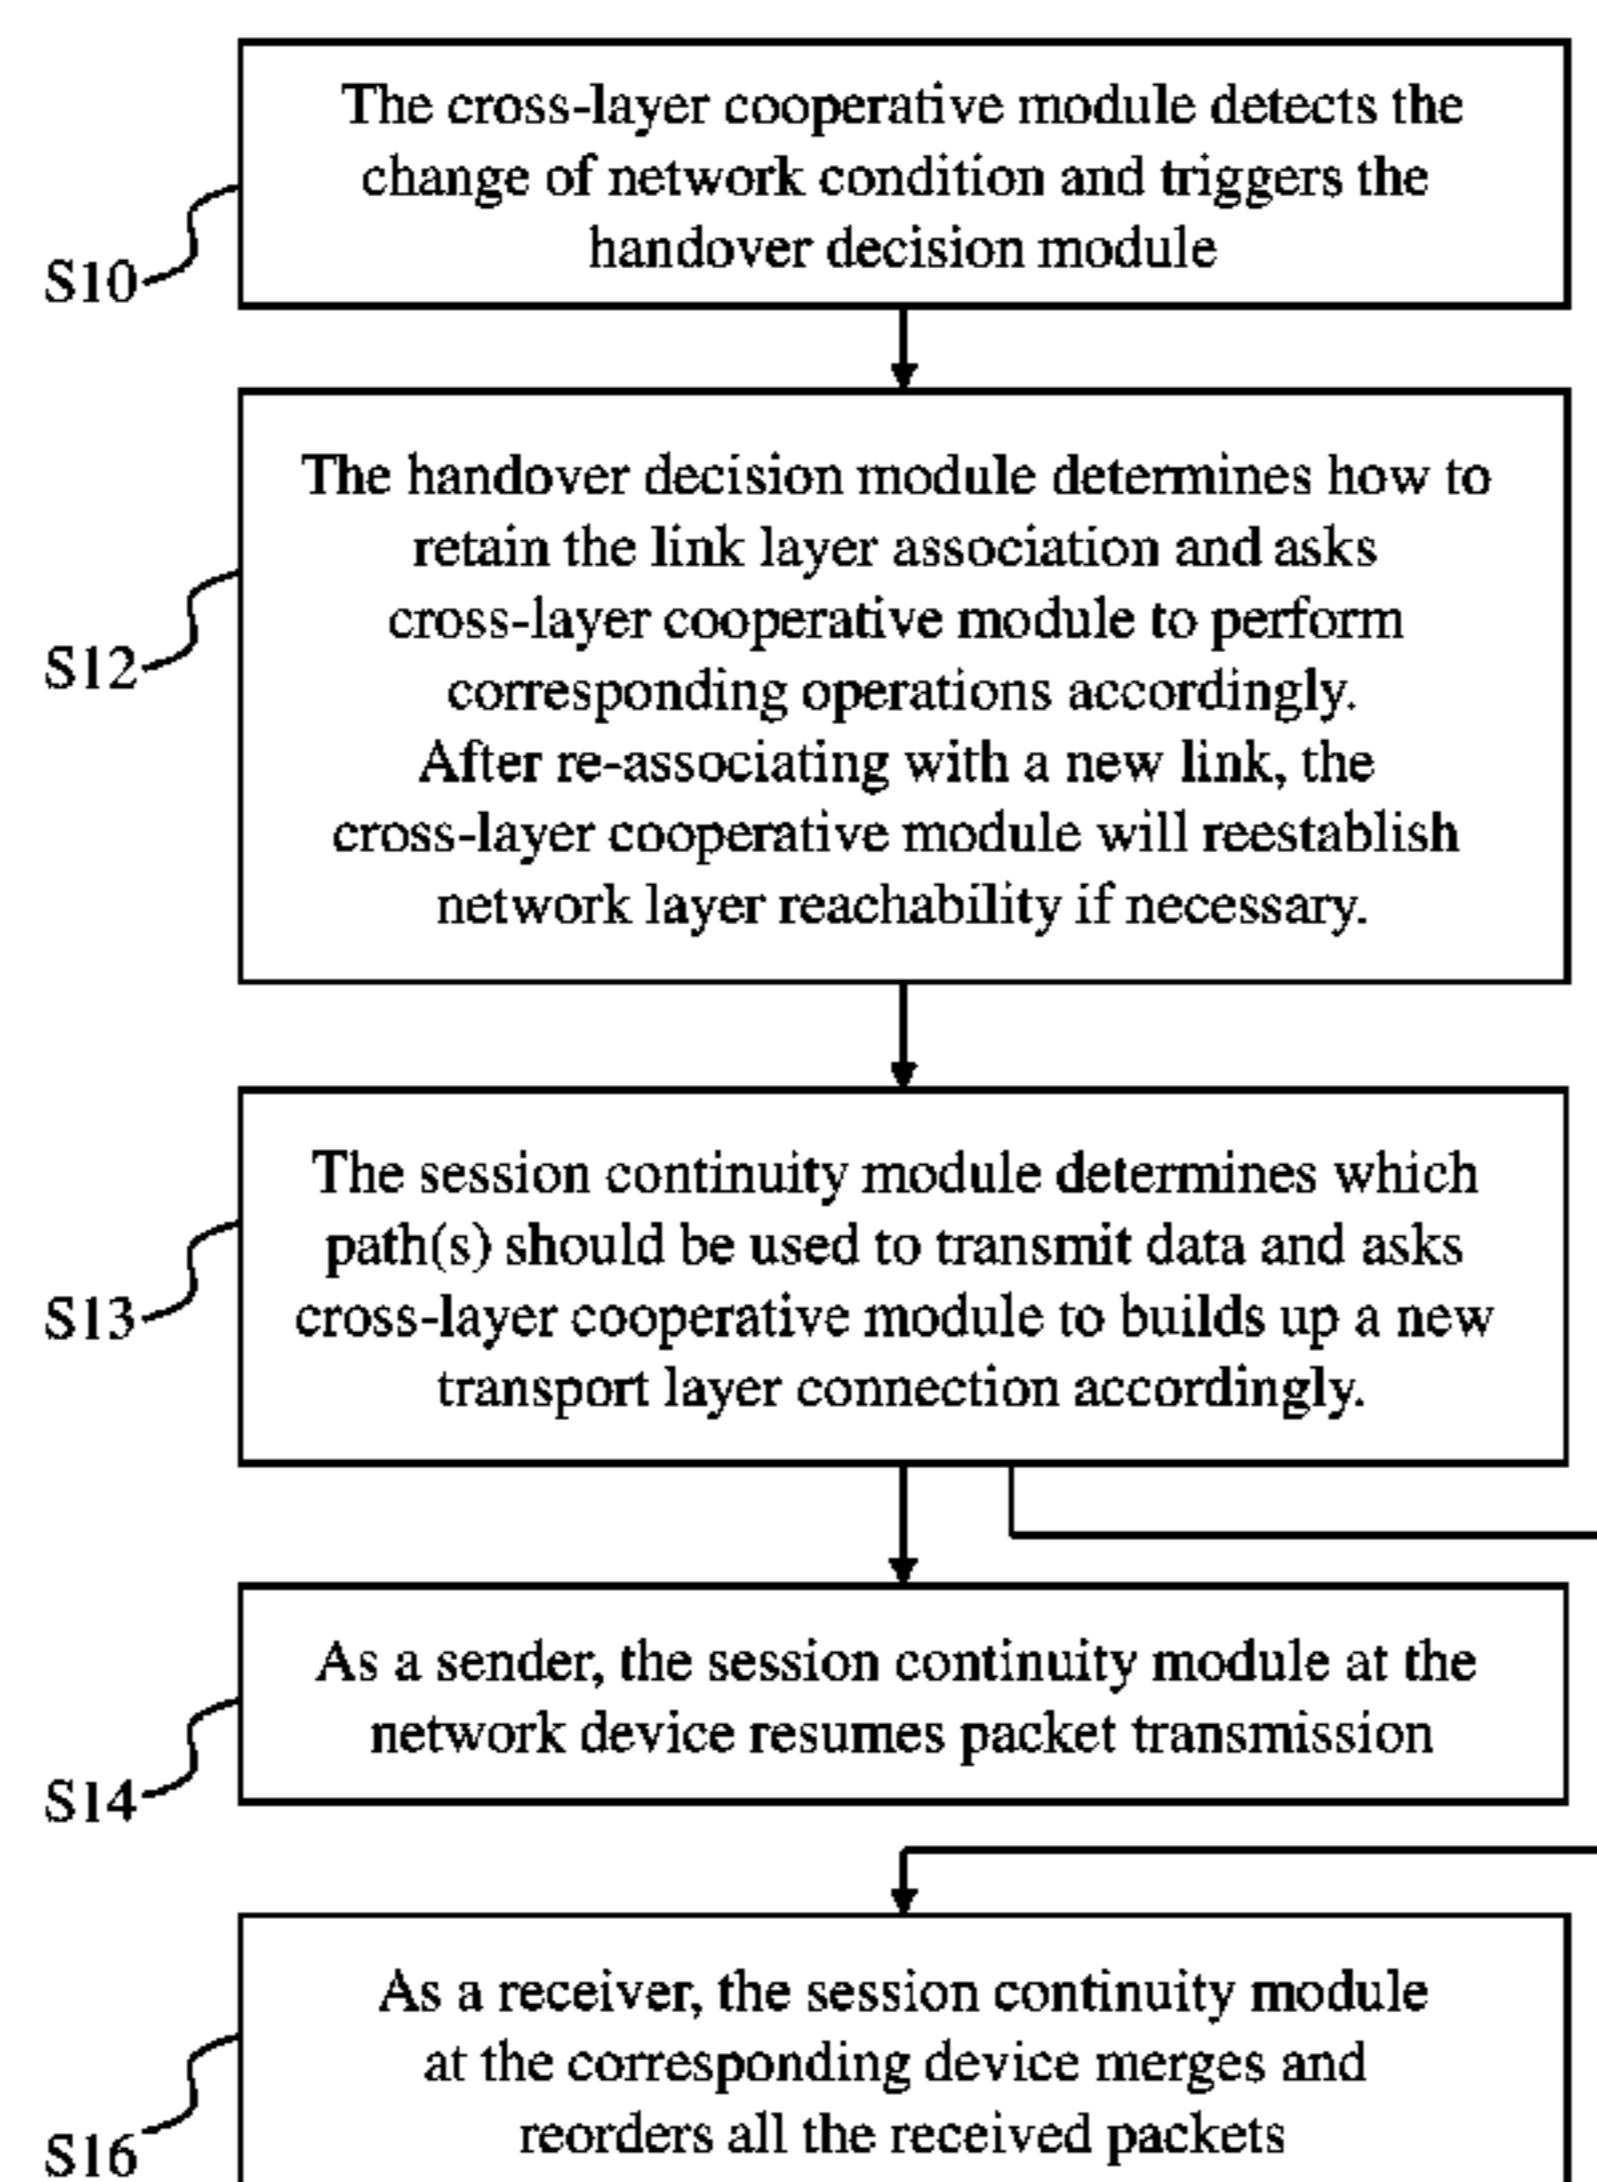 The cross-layer cooperative module detects the
change of network condition and triggers the
handover decision module
S10
The handover decision module determines how to
retain the link layer association and asks
cross-layer cooperative module to perform
corresponding operations accordingly.
After re-associating with a new link, the
cross-layer cooperative module will reestablish
network layer reachability if necessary.
S12
The session continuity module determines which
path(s) should be used to transmit data and asks
cross-layer cooperative module to builds up a new
transport layer connection accordingly.
S13
As a sender, the session continuity module at the
network device resumes packet transmission
S14
As a receiver, the session continuity module
at the corresponding device merges and
reorders all the received packets
S16